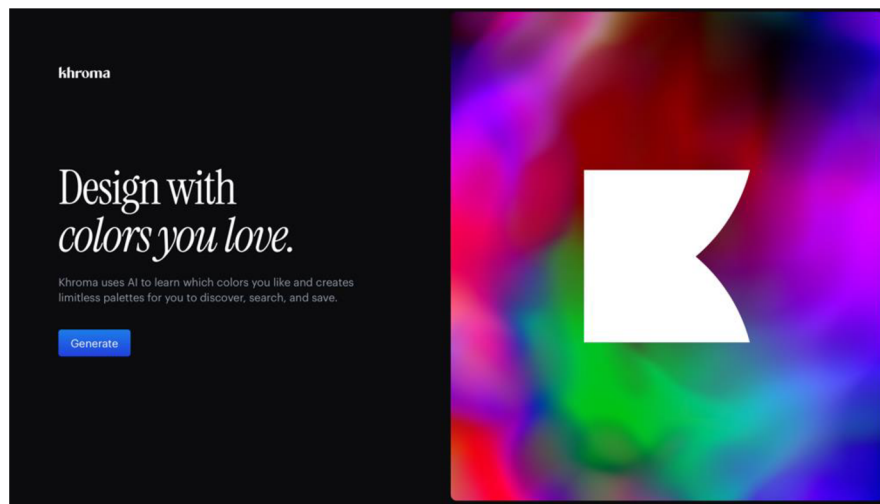 khroma
Design with
colors you love.
Khroma uses AI to learn which colors you like and creates
limitless palettes for you to discover, search, and save.
Generate